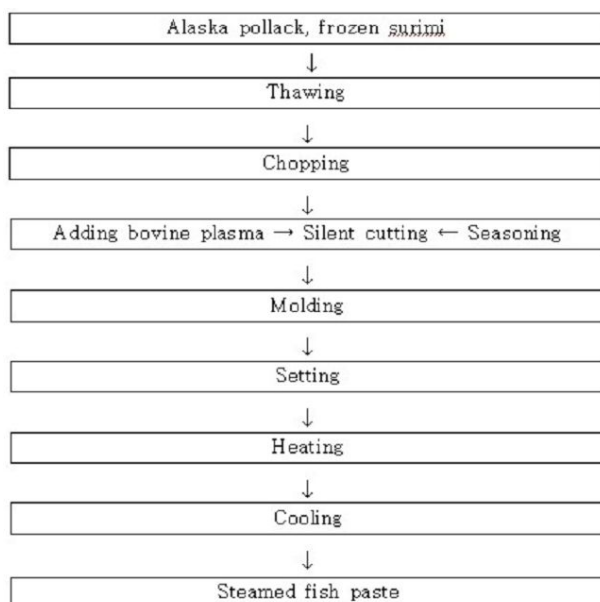 Alaska pollack, frozen surimi
↓
Thawing
↓
Chopping
↓
Adding bovine plasma → Silent cutting ← Seasoning
↓
Molding
↓
Setting
↓
Heating
↓
Cooling
↓
Steamed fish paste